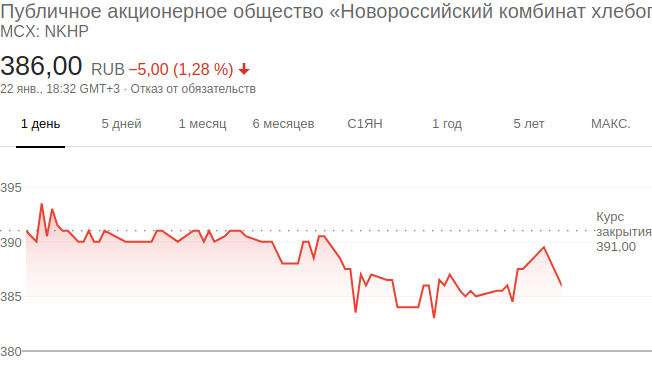 Публичное акционерное общество «Новороссийский комбинат
MCX: NKHP
386,00 RUB −5,00 (1,28 %)
22 янв., 18:32 GMT+3 · Отказ от обязательств
1 день 5 дней 1 месяц 6 месяцев С1ЯН 1 год 5 лет МАКС.
395
Курс
закрытия
391,00
390
385
380